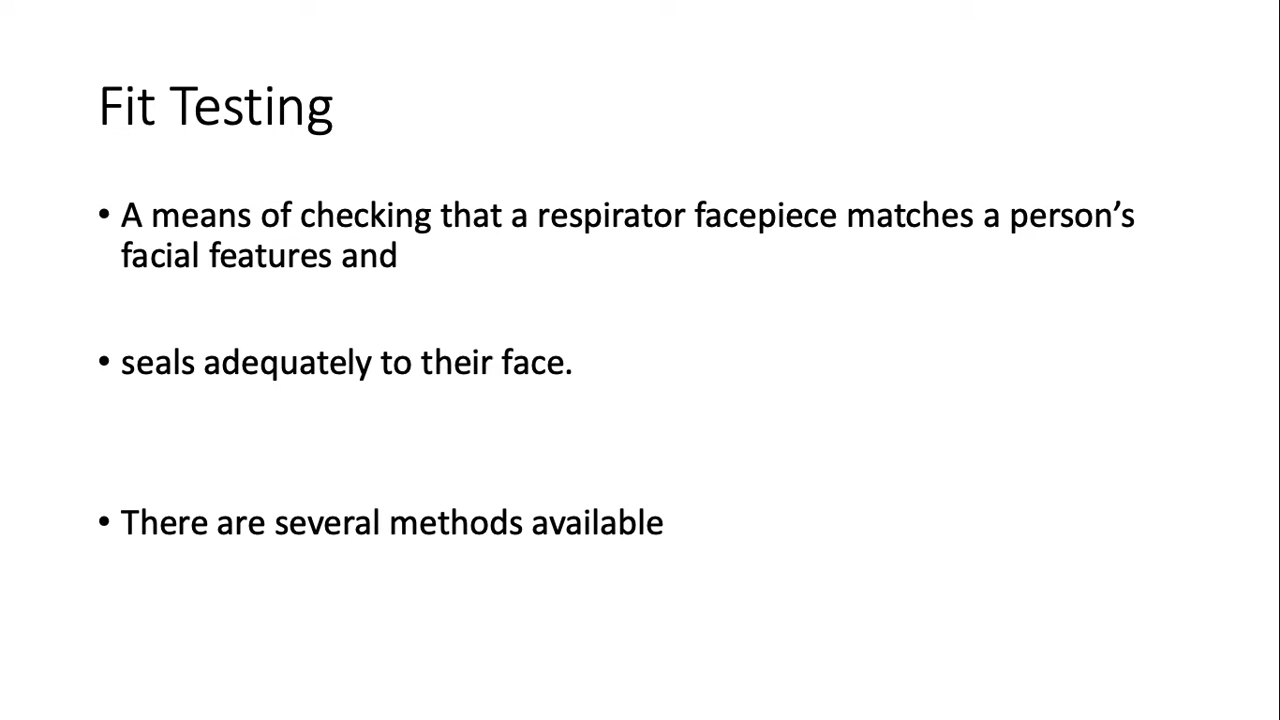 Fit Testing
• A means of checking that a respirator facepiece matches a person’s
facial features and
• seals adequately to their face.
• There are several methods available